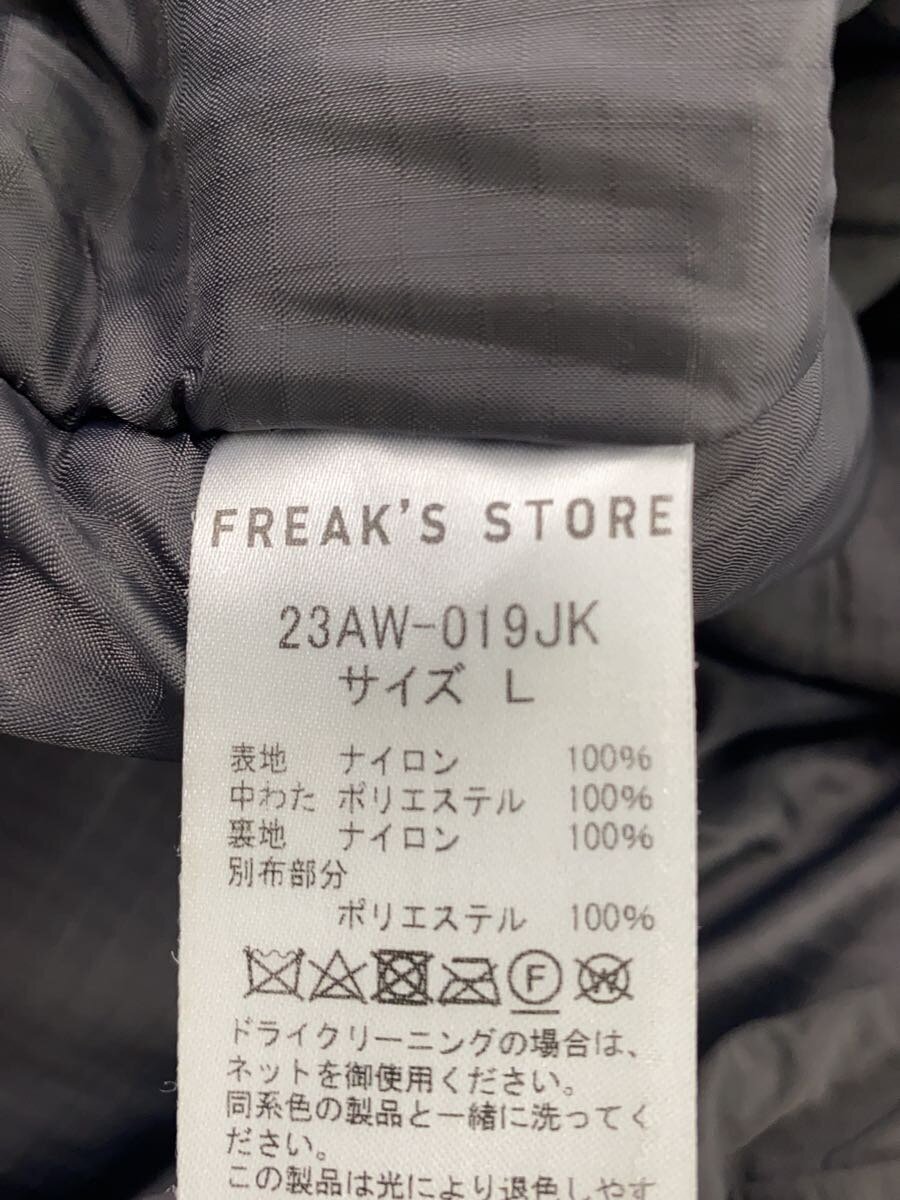 FREAK'S STORE
23AW-019JK
サイズ L
表地 ナイロン 100%
中わた ポリエステル 100%
裏地 ナイロン 100%
別布部分
ポリエステル 100%
F W
ドライクリーニングの場合は、
ネットを御使用ください。
同系色の製品と一緒に洗ってく
ださい。
この製品は光により退色しやす